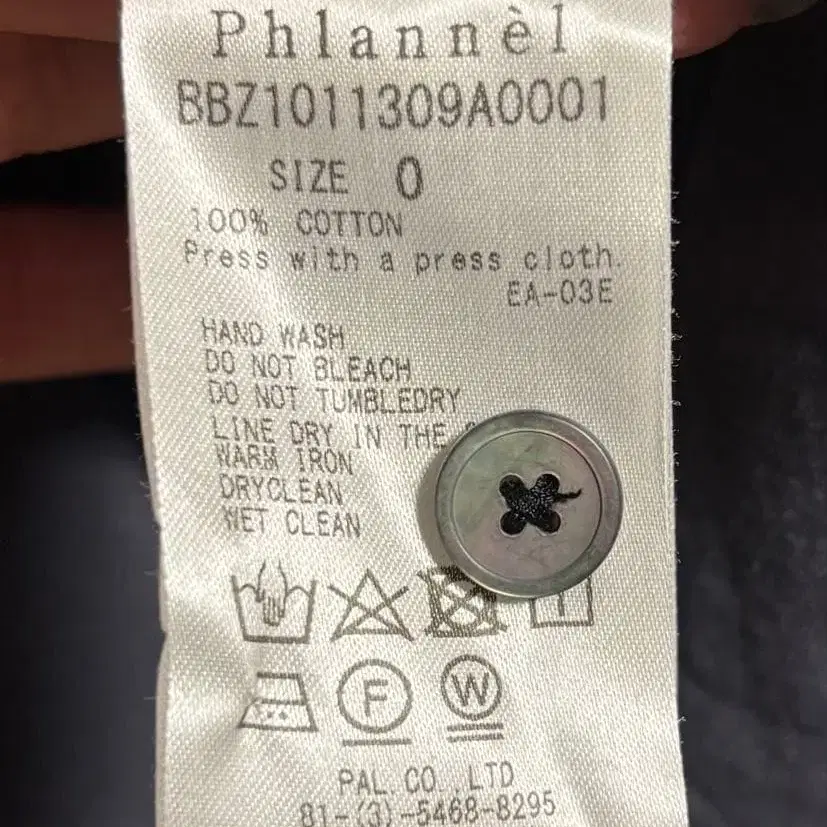 Phlannèl
BBZ1011309A0001
SIZE 0
100% COTTON
Press with a press cloth.
EA-03E
HAND WASH
DO NOT BLEACH
DO NOT TUMBLEDRY
LINE DRY IN THE
WARM IRON
DRYCLEAN
WET CLEAN
F W
PAL.CO.,LTD
81-(3)-5468-8295